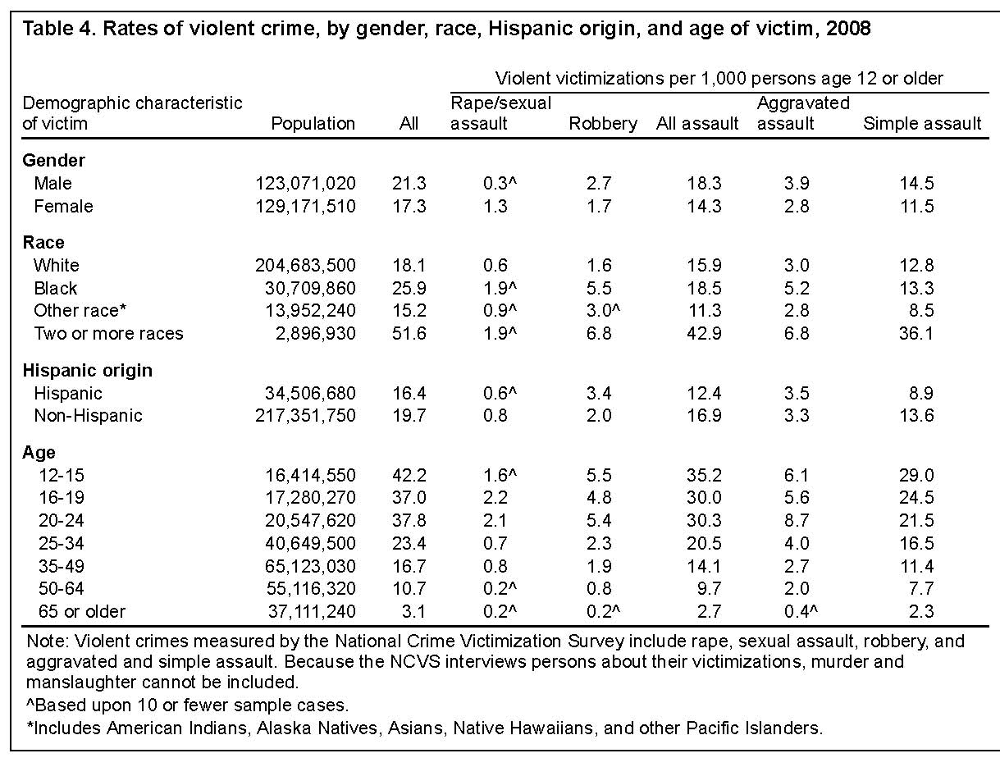 Table 4. Rates of violent crime, by gender, race, Hispanic origin, and age of victim, 2008
Violent victimizations per 1,000 persons age 12 or older
Demographic characteristic of victim Population All Rape/sexual assault Robbery All assault Aggravated assault Simple assault
Gender
Male 123,071,020 21.3 0.3^ 2.7 18.3 3.9 14.5
Female 129,171,510 17.3 1.3 1.7 14.3 2.8 11.5
Race
White 204,683,500 18.1 0.6 1.6 15.9 3.0 12.8
Black 30,709,860 25.9 1.9^ 5.5 18.5 5.2 13.3
Other race* 13,952,240 15.2 0.9^ 3.0^ 11.3 2.8 8.5
Two or more races 2,896,930 51.6 1.9^ 6.8 42.9 6.8 36.1
Hispanic origin
Hispanic 34,506,680 16.4 0.6^ 3.4 12.4 3.5 8.9
Non-Hispanic 217,351,750 19.7 0.8 2.0 16.9 3.3 13.6
Age
12-15 16,414,550 42.2 1.6^ 5.5 35.2 6.1 29.0
16-19 17,280,270 37.0 2.2 4.8 30.0 5.6 24.5
20-24 20,547,620 37.8 2.1 5.4 30.3 8.7 21.5
25-34 40,649,500 23.4 0.7 2.3 20.5 4.0 16.5
35-49 65,123,030 16.7 0.8 1.9 14.1 2.7 11.4
50-64 55,116,320 10.7 0.2^ 0.8 9.7 2.0 7.7
65 or older 37,111,240 3.1 0.2^ 0.2^ 2.7 0.4^ 2.3
Note: Violent crimes measured by the National Crime Victimization Survey include rape, sexual assault, robbery, and
aggravated and simple assault. Because the NCVS interviews persons about their victimizations, murder and
manslaughter cannot be included.
^Based upon 10 or fewer sample cases.
*Includes American Indians, Alaska Natives, Asians, Native Hawaiians, and other Pacific Islanders.